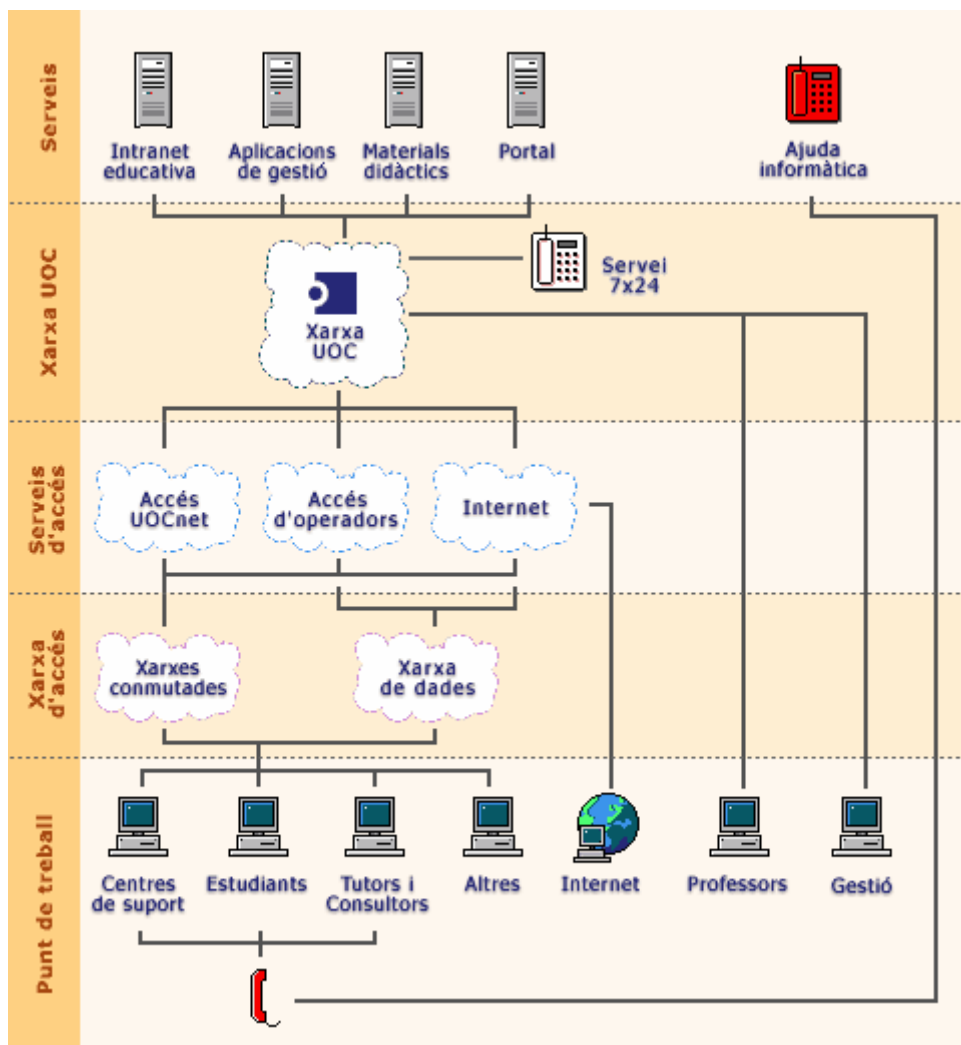 Serveis
Intranet
educativa
Aplicacions
de gestió
Materials
didàctics
Portal
Ajuda
informàtica
Xarxa UOC
Xarxa
UOC
Servei
7x24
Serveis
d'accés
Accés
UOCnet
Accés
d'operadors
Internet
Xarxa
d'accés
Xarxes
conmutades
Xarxa
de dades
Punt de treball
Centres
de suport
Estudiants
Tutors i
Consultors
Altres
Internet
Professors
Gestió